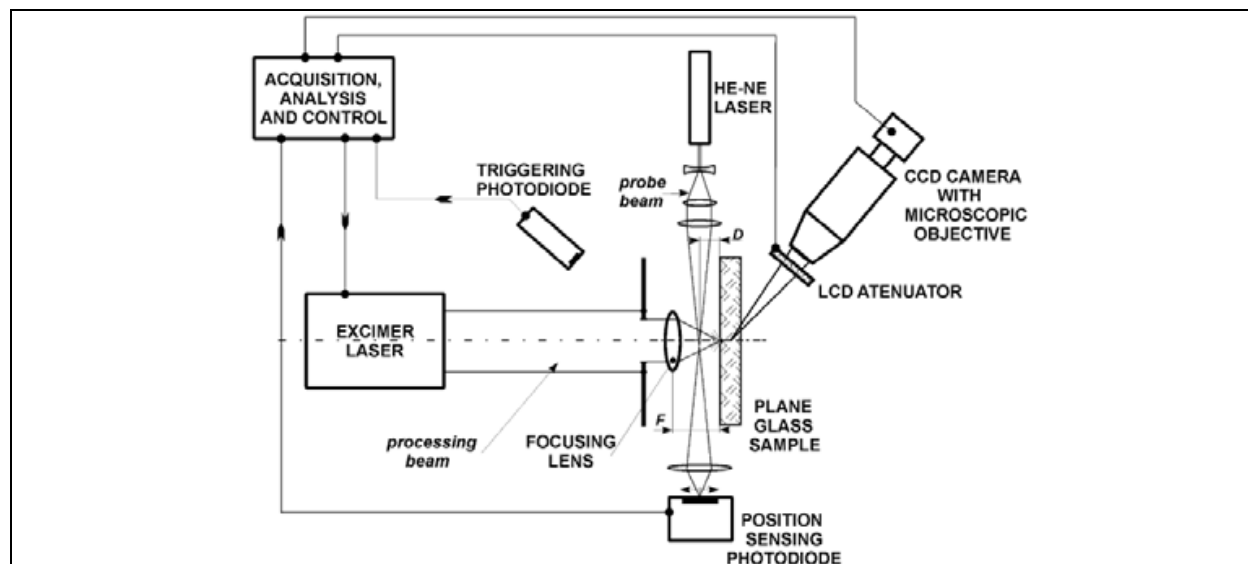 ACQUISITION,
ANALYSIS
AND CONTROL
HE-NE
LASER
TRIGGERING
PHOTODIODE
probe
beam
CCD CAMERA
WITH
MICROSCOPIC
OBJECTIVE
D
LCD ATENUATOR
EXCIMER
LASER
F
PLANE
GLASS
SAMPLE
processing
beam
FOCUSING
LENS
POSITION
SENSING
PHOTODIODE